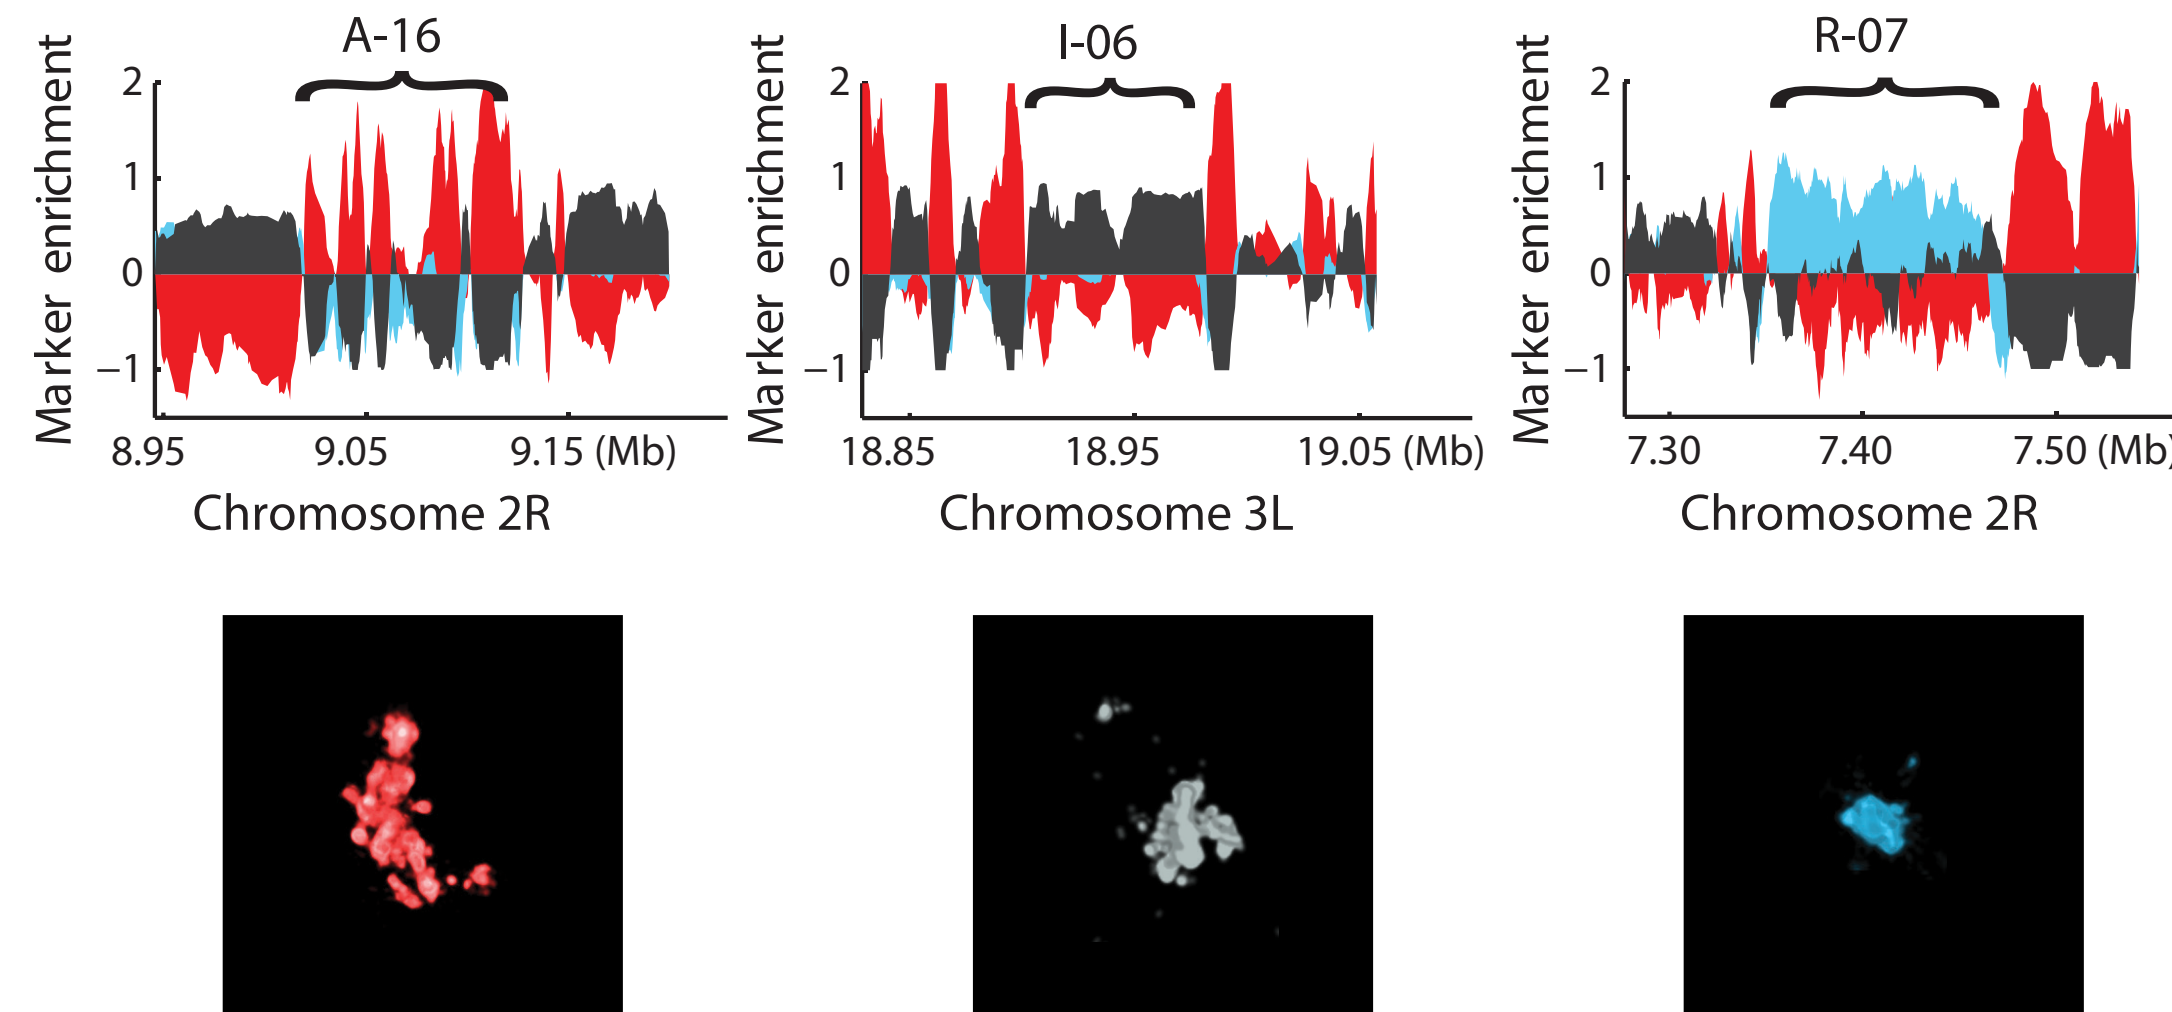 A-16
I-06
R-07
Marker enrichment
2
1
0
−1
8.95 9.05 9.15 (Mb)
Chromosome 2R
Marker enrichment
2
1
0
−1
18.85 18.95 19.05 (Mb)
Chromosome 3L
Marker enrichment
2
1
0
−1
7.30 7.40 7.50 (Mb)
Chromosome 2R